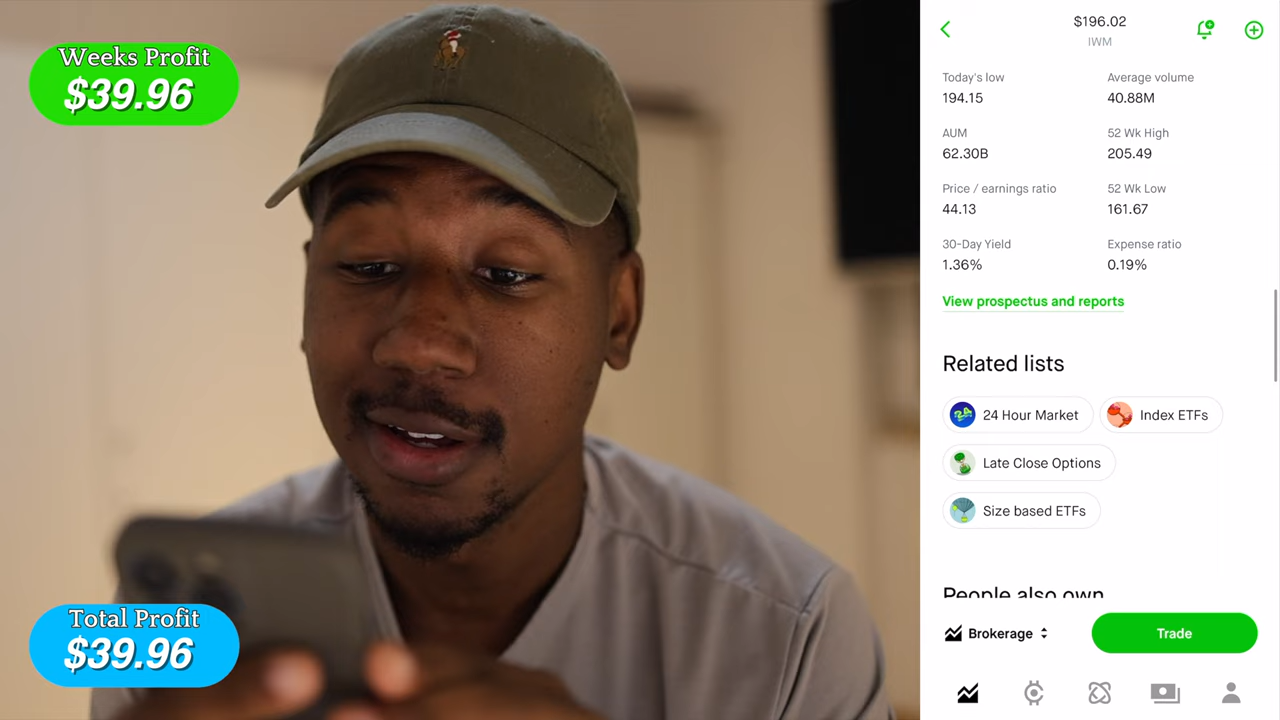 Weeks Profit
$39.96
Total Profit
$39.96
$196.02
IWM
Today's low
194.15
Average volume
40.88M
AUM
62.30B
52 Wk High
205.49
Price / earnings ratio
44.13
52 Wk Low
161.67
30-Day Yield
1.36%
Expense ratio
0.19%
View prospectus and reports
Related lists
24 Hour Market
Index ETFs
Late Close Options
Size based ETFs
People also own
Brokerage
Trade